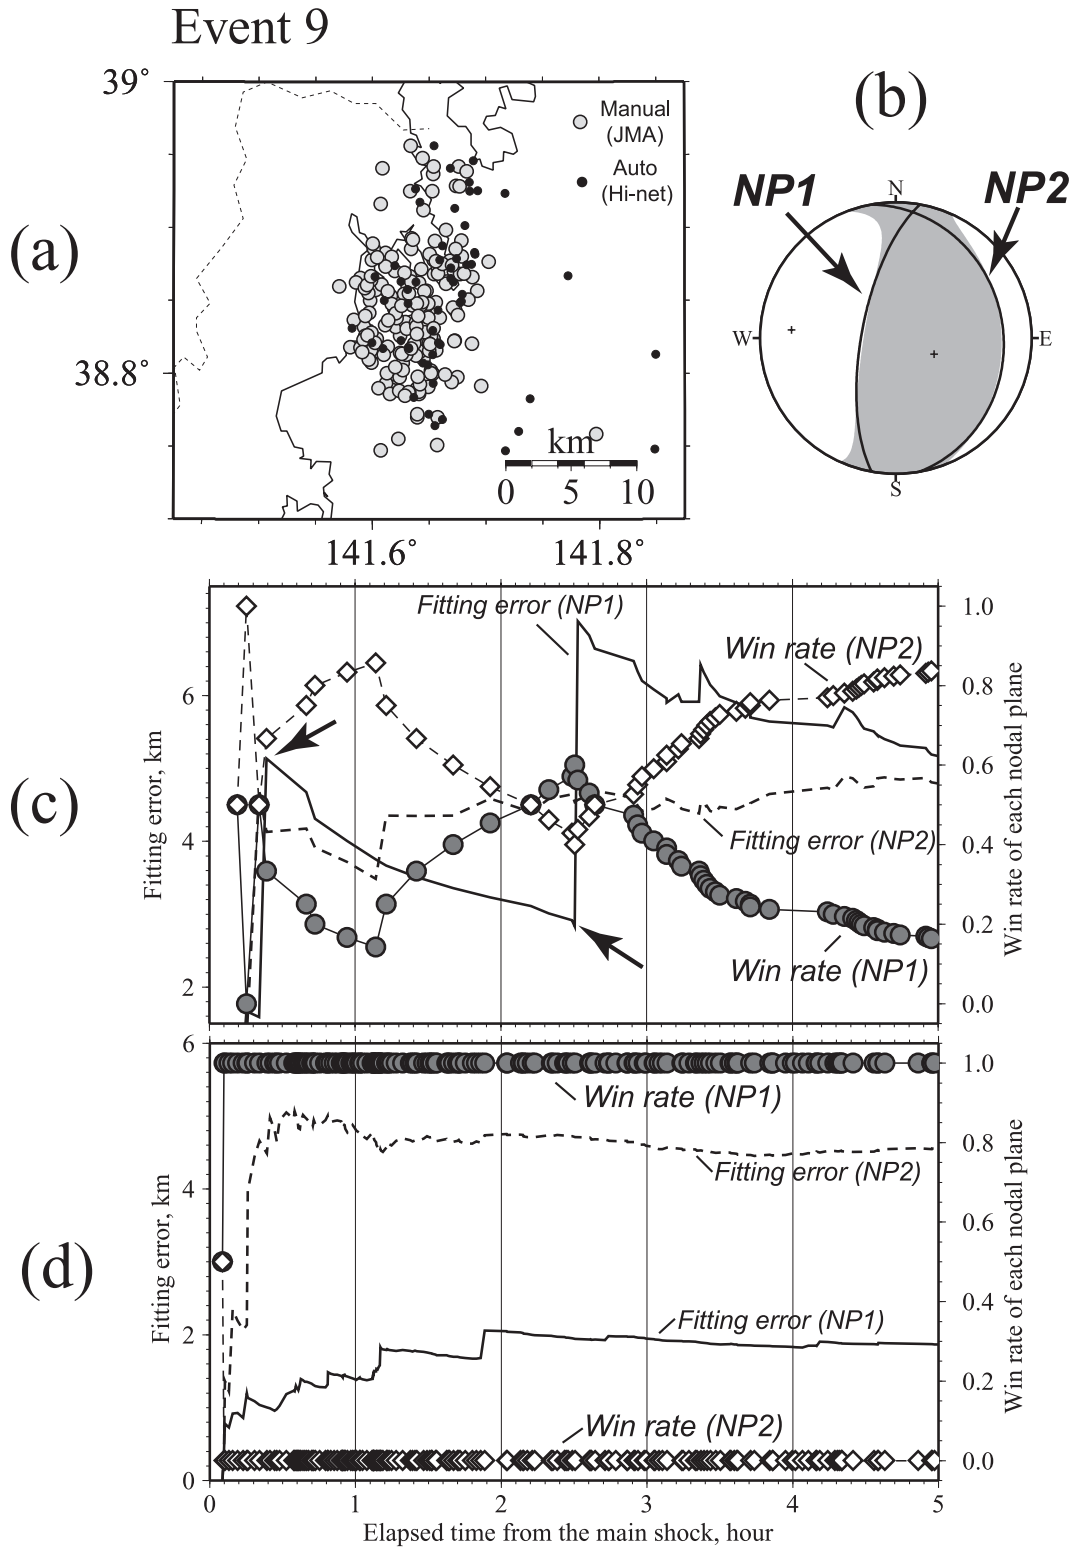 Event 9
(a)
39°
38.8°
Manual
(JMA)
Auto
(Hi-net)
km
0 5 10
141.6° 141.8°
(b)
NP1
NP2
N
W
E
S
(c)
Fitting error, km
6
4
2
Fitting error (NP1)
Win rate (NP2)
Fitting error (NP2)
Win rate (NP1)
1.0
0.8
0.6
0.4
0.2
0.0
Win rate of each nodal plane
(d)
Fitting error, km
6
4
2
0
Win rate (NP1)
Fitting error (NP2)
Fitting error (NP1)
Win rate (NP2)
1.0
0.8
0.6
0.4
0.2
0.0
Win rate of each nodal plane
0 1 2 3 4 5
Elapsed time from the main shock, hour